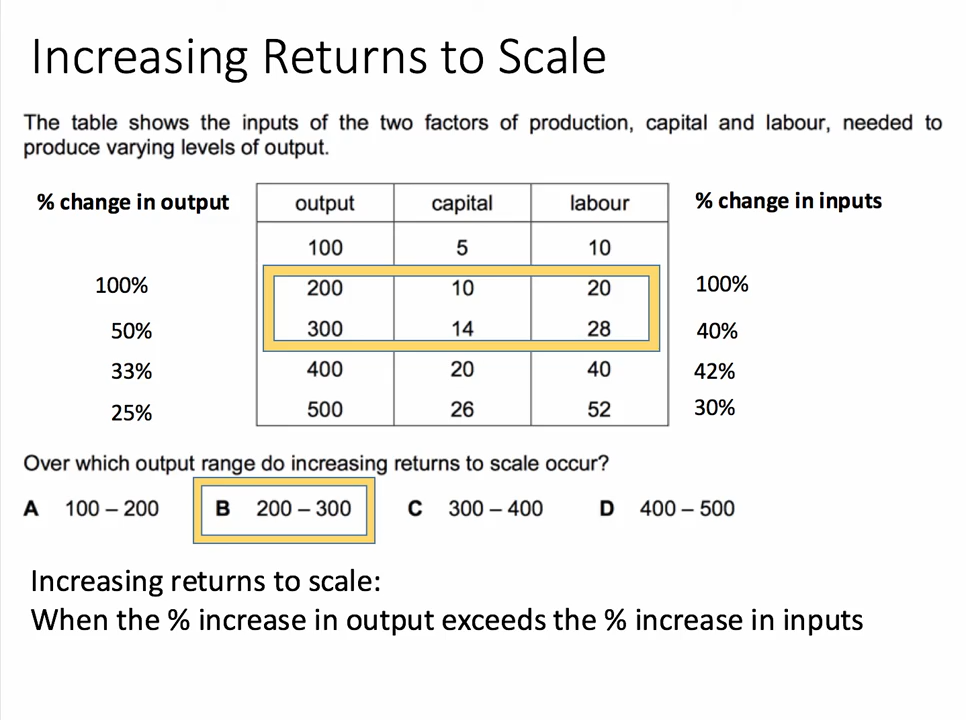 Increasing Returns to Scale
The table shows the inputs of the two factors of production, capital and labour, needed to
produce varying levels of output.
% change in output output capital labour % change in inputs
100 5 10
100% 200 10 20 100%
50% 300 14 28 40%
33% 400 20 40 42%
25% 500 26 52 30%
Over which output range do increasing returns to scale occur?
A 100 – 200 B 200 – 300 C 300 – 400 D 400 – 500
Increasing returns to scale:
When the % increase in output exceeds the % increase in inputs